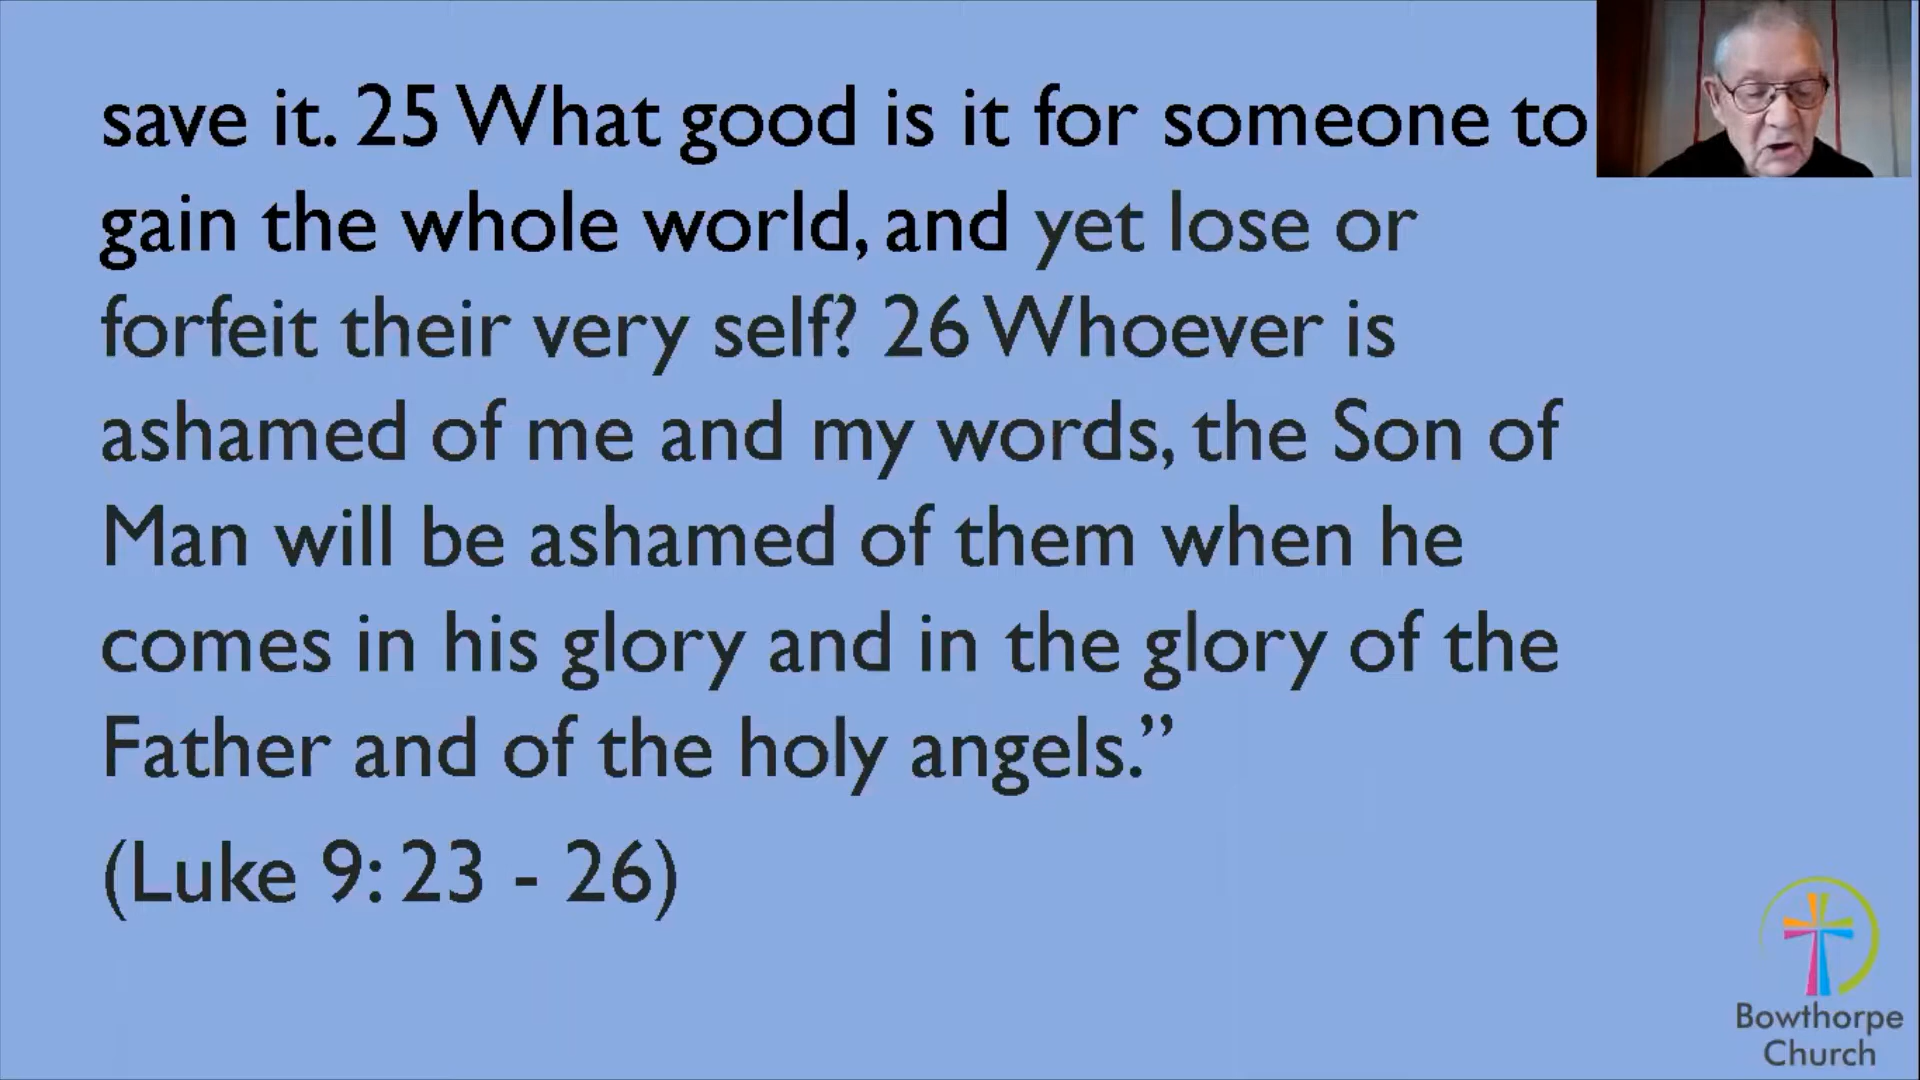 save it. 25 What good is it for someone to
gain the whole world, and yet lose or
forfeit their very self? 26 Whoever is
ashamed of me and my words, the Son of
Man will be ashamed of them when he
comes in his glory and in the glory of the
Father and of the holy angels.”
(Luke 9: 23 - 26)
Bowthorpe
Church